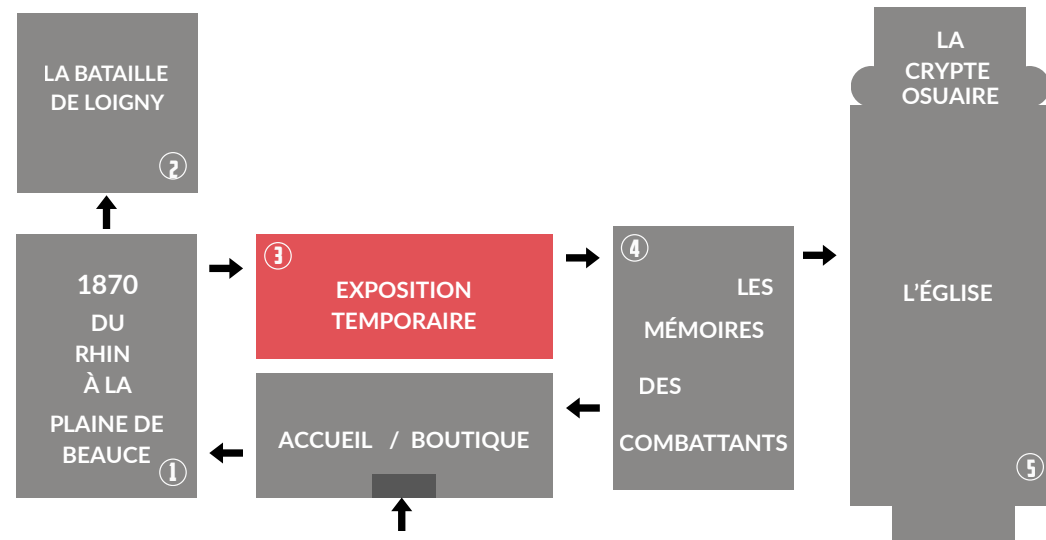 LA BATAILLE
DE LOIGNY
2
1870
DU
RHIN
À LA
PLAINE DE
BEAUCE
1
3
EXPOSITION
TEMPORAIRE
ACCUEIL / BOUTIQUE
4
LES
MÉMOIRES
DES
COMBATTANTS
LA
CRYPTE
OSUAIRE
L'ÉGLISE
5